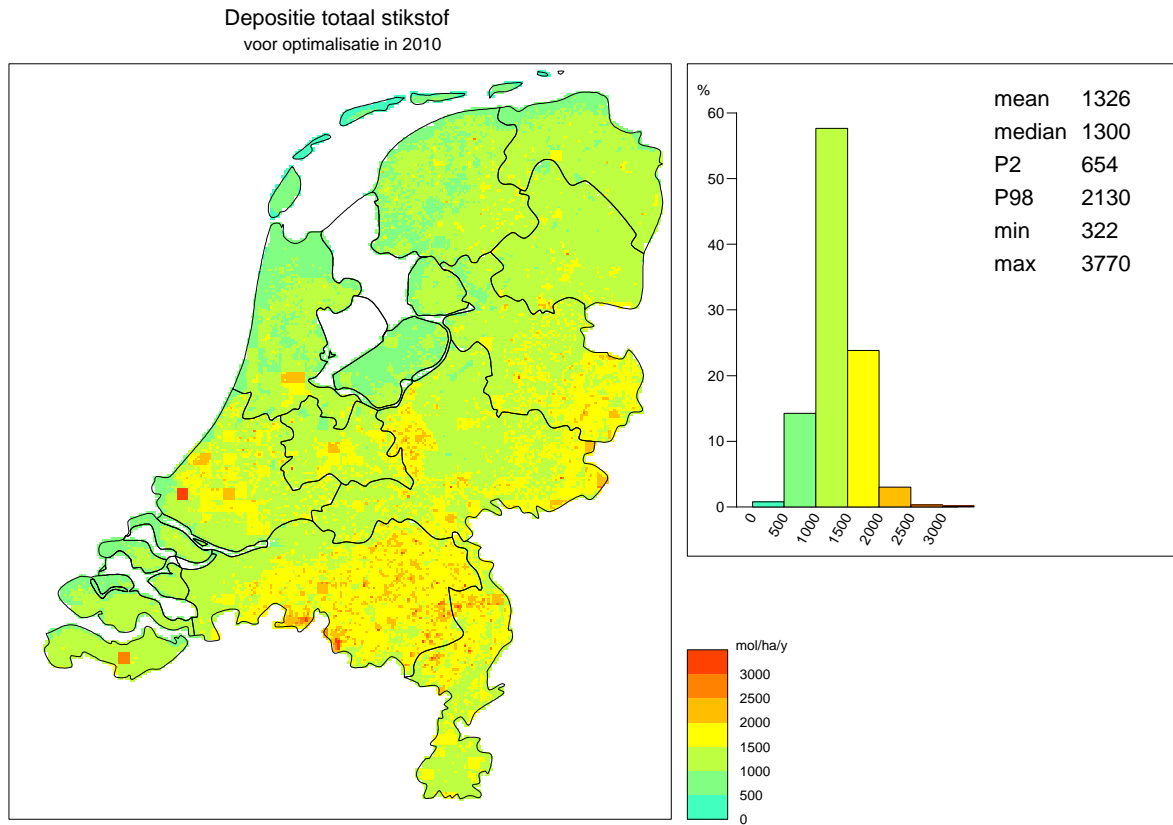 Depositie totaal stikstof
voor optimalisatie in 2010
%
60
50
40
30
20
10
0
0
500
1000
1500
2000
2500
3000
mean 1326
median 1300
P2 654
P98 2130
min 322
max 3770
mol/ha/y
3000
2500
2000
1500
1000
500
0